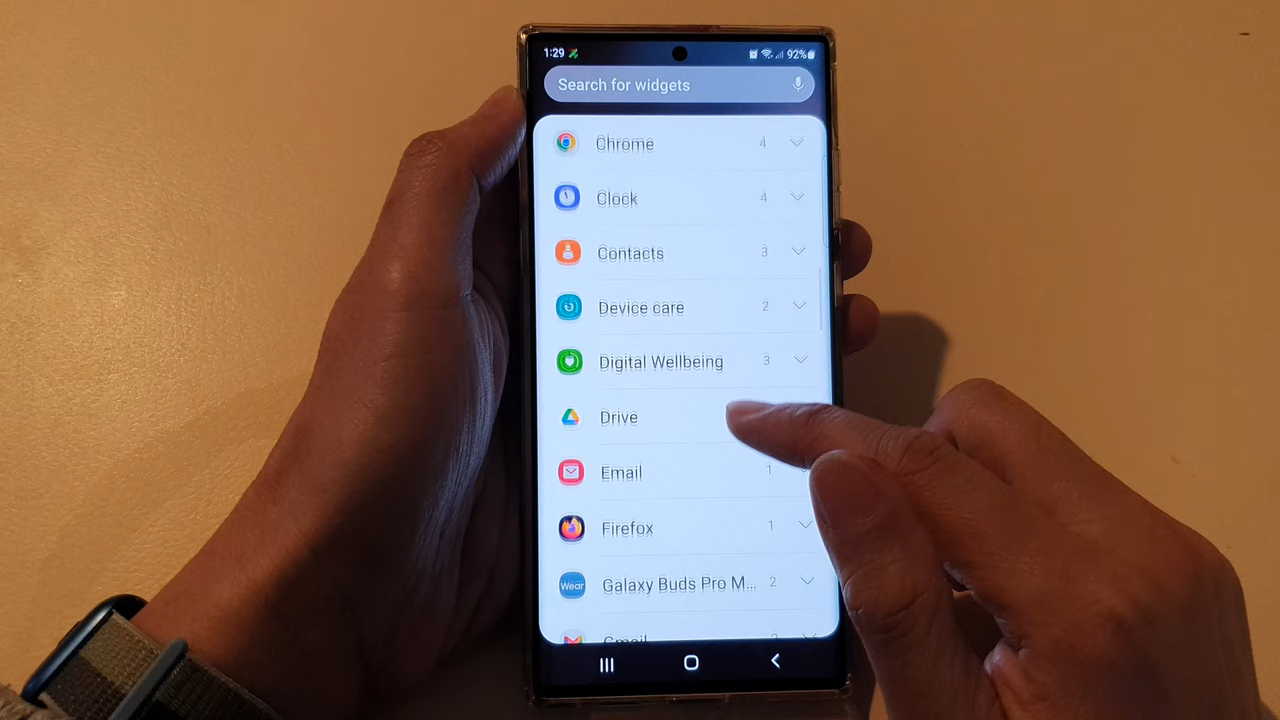 1:29 92%
Search for widgets
Chrome 4
Clock 4
Contacts 3
Device care 2
Digital Wellbeing 3
Drive
Email 1
Firefox 1
Wear Galaxy Buds Pro M... 2
Gmail